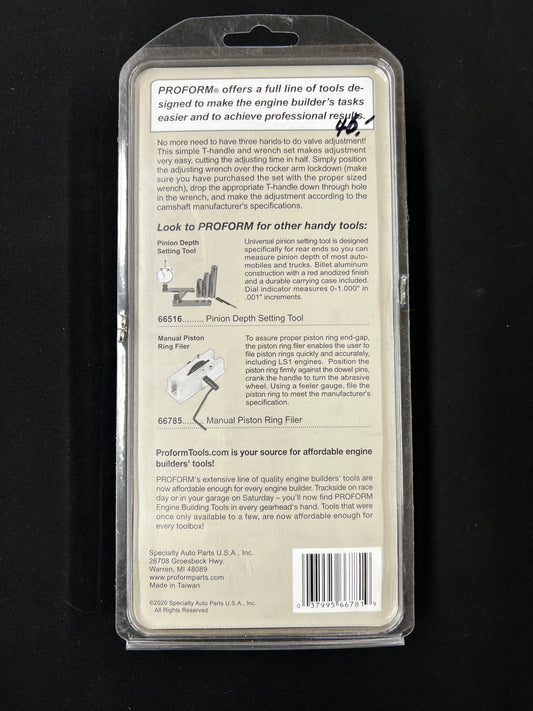 PROFORM® offers a full line of tools de-
signed to make the engine builder's tasks
easier and to achieve professional results.
No more need to have three hands to do valve adjustment!
This simple T-handle and wrench set makes adjustment
very easy, cutting the adjusting time in half. Simply position
the adjusting wrench over the rocker arm lockdown (make
sure you have purchased the set with the proper sized
wrench), drop the appropriate T-handle down through hole
in the wrench, and make the adjustment according to the
camshaft manufacturer's specifications.
Look to PROFORM for other handy tools:
Pinion Depth
Setting Tool
Universal pinion setting tool is designed
specifically for rear ends so you can
measure pinion depth of most auto-
mobiles and trucks. Billet aluminum
construction with a red anodized finish
and a durable carrying case included.
Dial indicator measures 0-1.000" in
.001" increments.
66516......... Pinion Depth Setting Tool
Manual Piston
Ring Filer
To assure proper piston ring end-gap,
the piston ring filer enables the user to
file piston rings quickly and accurately,
including LS1 engines. Position the
piston ring firmly against the dowel pins,
crank the handle to turn the abrasive
wheel. Using a feeler gauge, file the
piston ring to meet the manufacturer's
specification.
66785......... Manual Piston Ring Filer
ProformTools.com is your source for affordable engine
builders' tools!
PROFORM's extensive line of quality engine builders' tools are
now affordable enough for every engine builder. Trackside on race
day or in your garage on Saturday – you'll now find PROFORM
Engine Building Tools in every gearhead's hand. Tools that were
once only available to a few, are now affordable enough for
every toolbox!
Specialty Auto Parts U.S.A., Inc.
26708 Groesbeck Hwy.
Warren, MI 48089
www.proformparts.com
Made in Taiwan
©2020 Specialty Auto Parts U.S.A., Inc.
All Rights Reserved
0 37995 66781 9